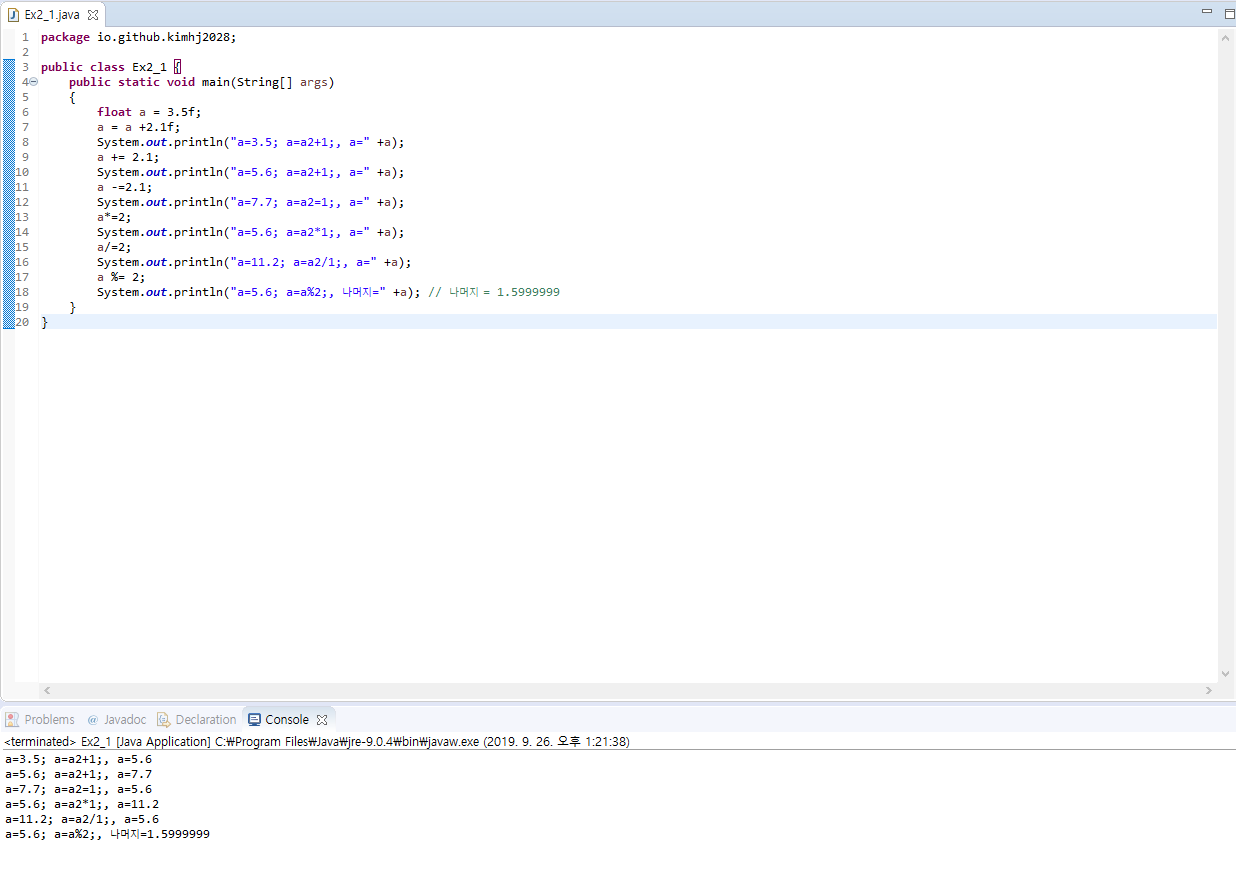 Ex2_1.java
1 package io.github.kimhj2028;
2
3 public class Ex2_1 {
4 public static void main(String[] args)
5 {
6 float a = 3.5f;
7 a = a +2.1f;
8 System.out.println("a=3.5; a=a2+1;, a=" +a);
9 a += 2.1;
10 System.out.println("a=5.6; a=a2+1;, a=" +a);
11 a -=2.1;
12 System.out.println("a=7.7; a=a2=1;, a=" +a);
13 a*=2;
14 System.out.println("a=5.6; a=a2*1;, a=" +a);
15 a/=2;
16 System.out.println("a=11.2; a=a2/1;, a=" +a);
17 a %= 2;
18 System.out.println("a=5.6; a=a%2;, 나머지=" +a); // 나머지 = 1.5999999
19 }
20 }
Problems @ Javadoc Declaration Console
<terminated> Ex2_1 [Java Application] C:₩Program Files₩Java₩jre-9.0.4₩bin₩javaw.exe (2019. 9. 26. 오후 1:21:38)
a=3.5; a=a2+1;, a=5.6
a=5.6; a=a2+1;, a=7.7
a=7.7; a=a2=1;, a=5.6
a=5.6; a=a2*1;, a=11.2
a=11.2; a=a2/1;, a=5.6
a=5.6; a=a%2;, 나머지=1.5999999